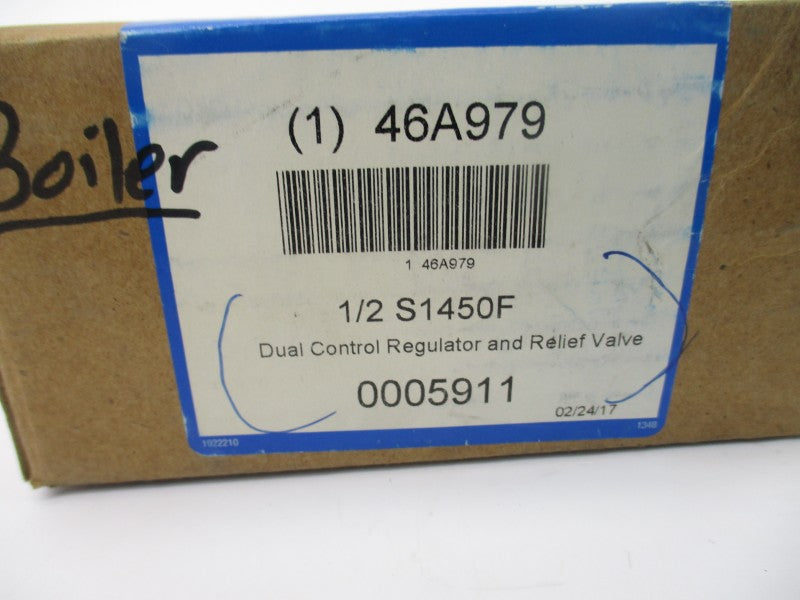 Boiler
(1) 46A979
1 46A979
1/2 S1450F
Dual Control Regulator and Relief Valve
0005911
02/24/17
1922210
1348